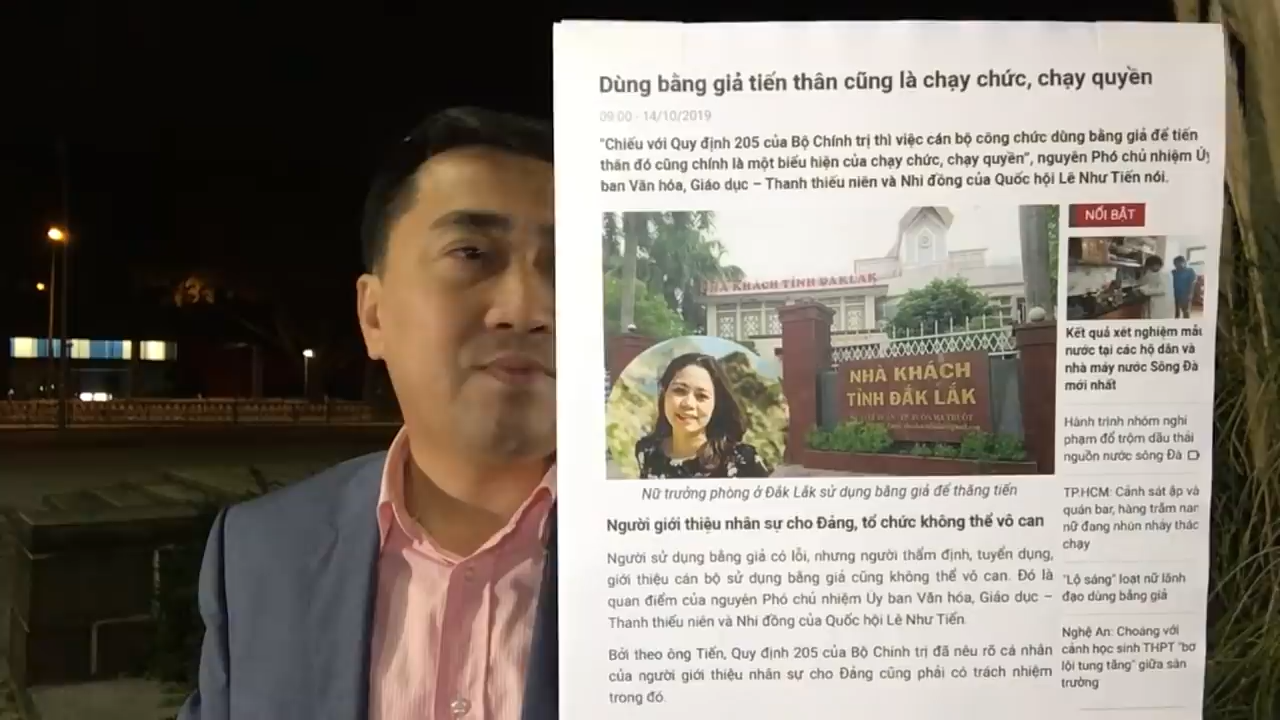 Dùng bằng giả tiến thân cũng là chạy chức, chạy quyền
09:00 - 14/10/2019
"Chiếu với Quy định 205 của Bộ Chính trị thì việc cán bộ công chức dùng bằng giả để tiến
thân đó cũng chính là một biểu hiện của chạy chức, chạy quyền", nguyên Phó chủ nhiệm Ủy
ban Văn hóa, Giáo dục – Thanh thiếu niên và Nhi đồng của Quốc hội Lê Như Tiến nói.
NHÀ KHÁCH TỈNH ĐAKLAK
NHÀ KHÁCH
TỈNH ĐẮK LẮK
Nữ trưởng phòng ở Đắk Lắk sử dụng bằng giả để thăng tiến
Người giới thiệu nhân sự cho Đảng, tổ chức không thể vô can
Người sử dụng bằng giả có lỗi, nhưng người thẩm định, tuyển dụng,
giới thiệu cán bộ sử dụng bằng giả cũng không thể vô can. Đó là
quan điểm của nguyên Phó chủ nhiệm Ủy ban Văn hóa, Giáo dục –
Thanh thiếu niên và Nhi đồng của Quốc hội Lê Như Tiến.
Bởi theo ông Tiến, Quy định 205 của Bộ Chính trị đã nêu rõ cá nhân
của người giới thiệu nhân sự cho Đảng cũng phải có trách nhiệm
trong đó.
NỔI BẬT
Kết quả xét nghiệm mẫu
nước tại các hộ dân và
nhà máy nước Sông Đà
mới nhất
Hành trình nhóm nghi
phạm đổ trộm dầu thải
nguồn nước sông Đà
TP.HCM: Cảnh sát ập và
quán bar, hàng trăm nam
nữ đang nhún nhảy tháo
chạy
"Lộ sáng" loạt nữ lãnh
đạo dùng bằng giả
Nghệ An: Choáng với
cảnh học sinh THPT "bơ
lội tung tăng" giữa sân
trường